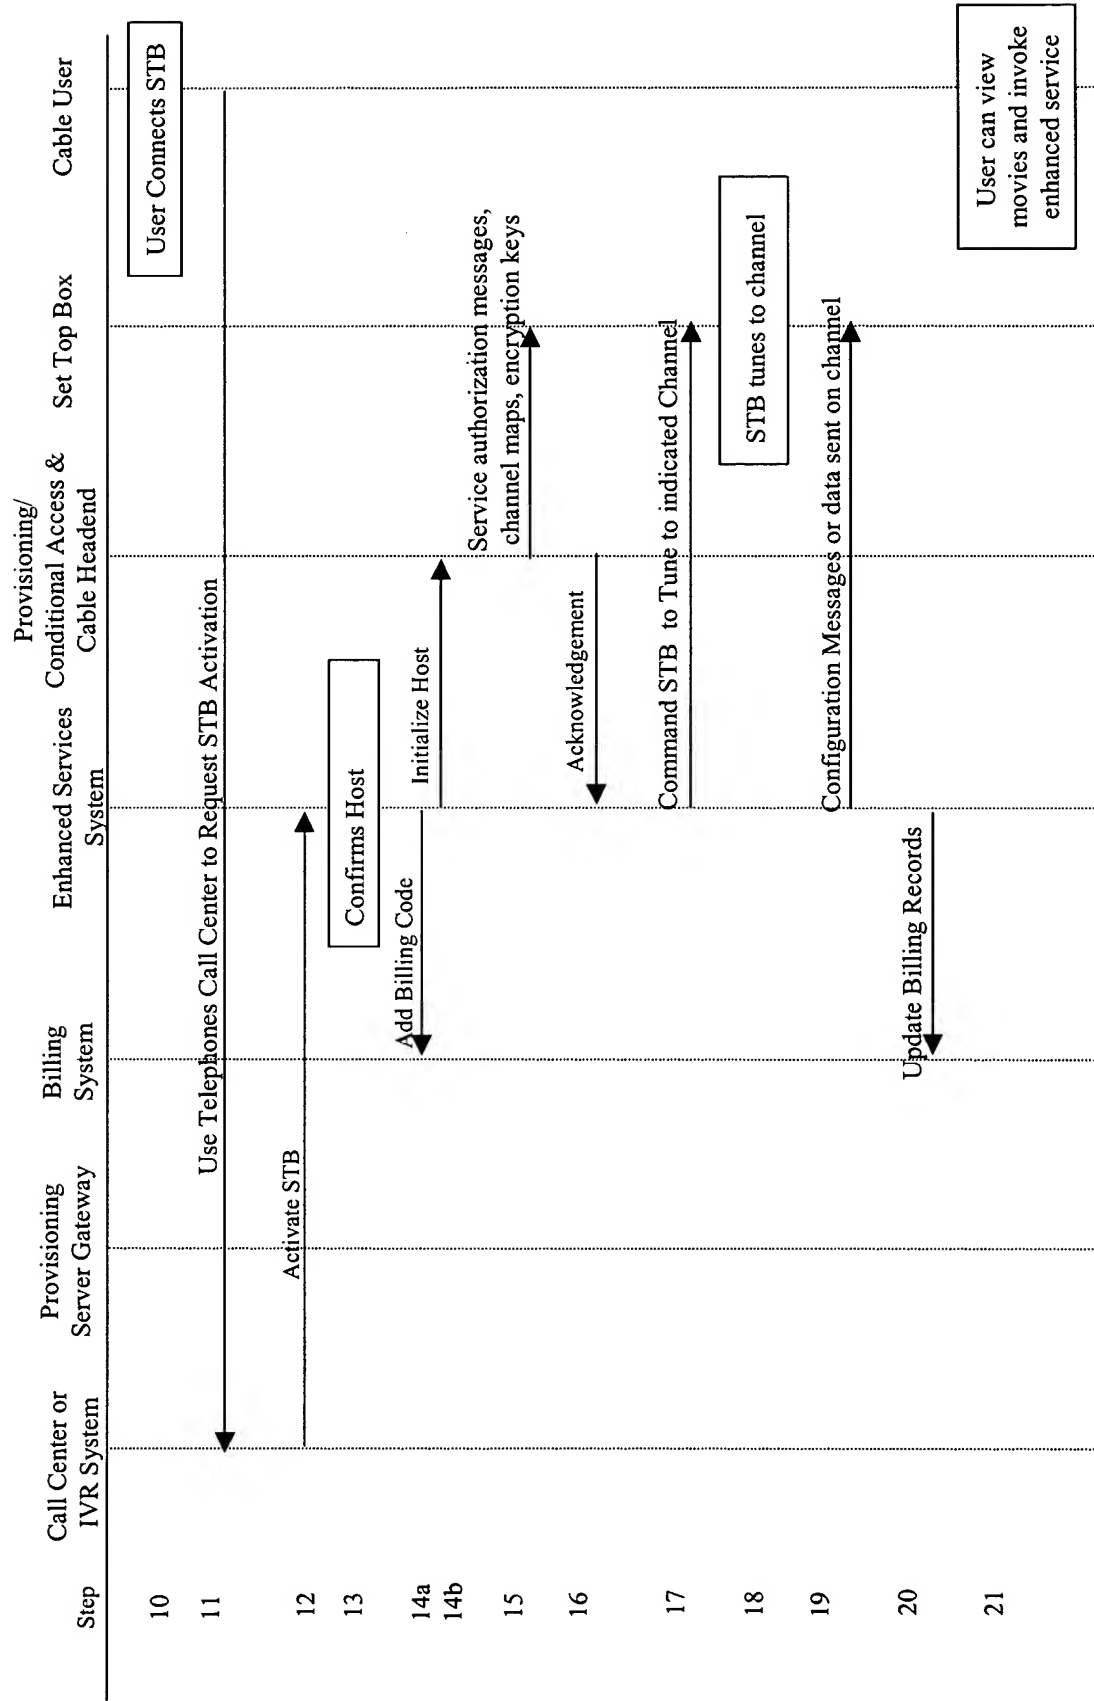 Step
Call Center or
IVR System
Provisioning
Server Gateway
Billing
System
Enhanced Services
System
Provisioning/
Conditional Access &
Cable Headend
Set Top Box
Cable User
10
User Connects STB
11
Use Telephones Call Center to Request STB Activation
12
Activate STB
13
Confirms Host
14a
Add Billing Code
14b
Initialize Host
15
Service authorization messages,
channel maps, encryption keys
16
Acknowledgement
17
Command STB to Tune to indicated Channel
18
STB tunes to channel
19
Configuration Messages or data sent on channel
20
Update Billing Records
21
User can view
movies and invoke
enhanced service